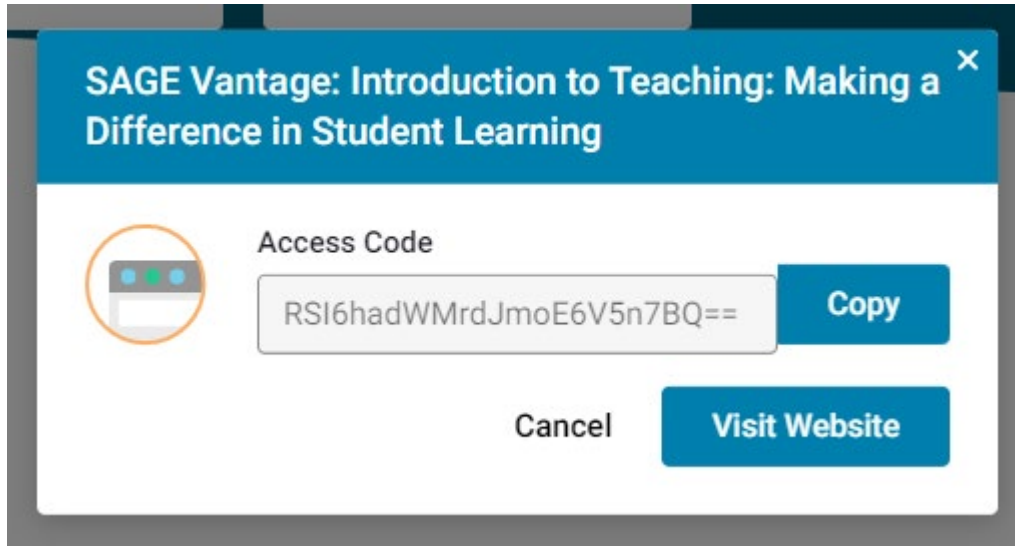 SAGE Vantage: Introduction to Teaching: Making a
Difference in Student Learning
Access Code
RSI6hadWMrdJmoE6V5n7BQ==
Copy
Cancel
Visit Website